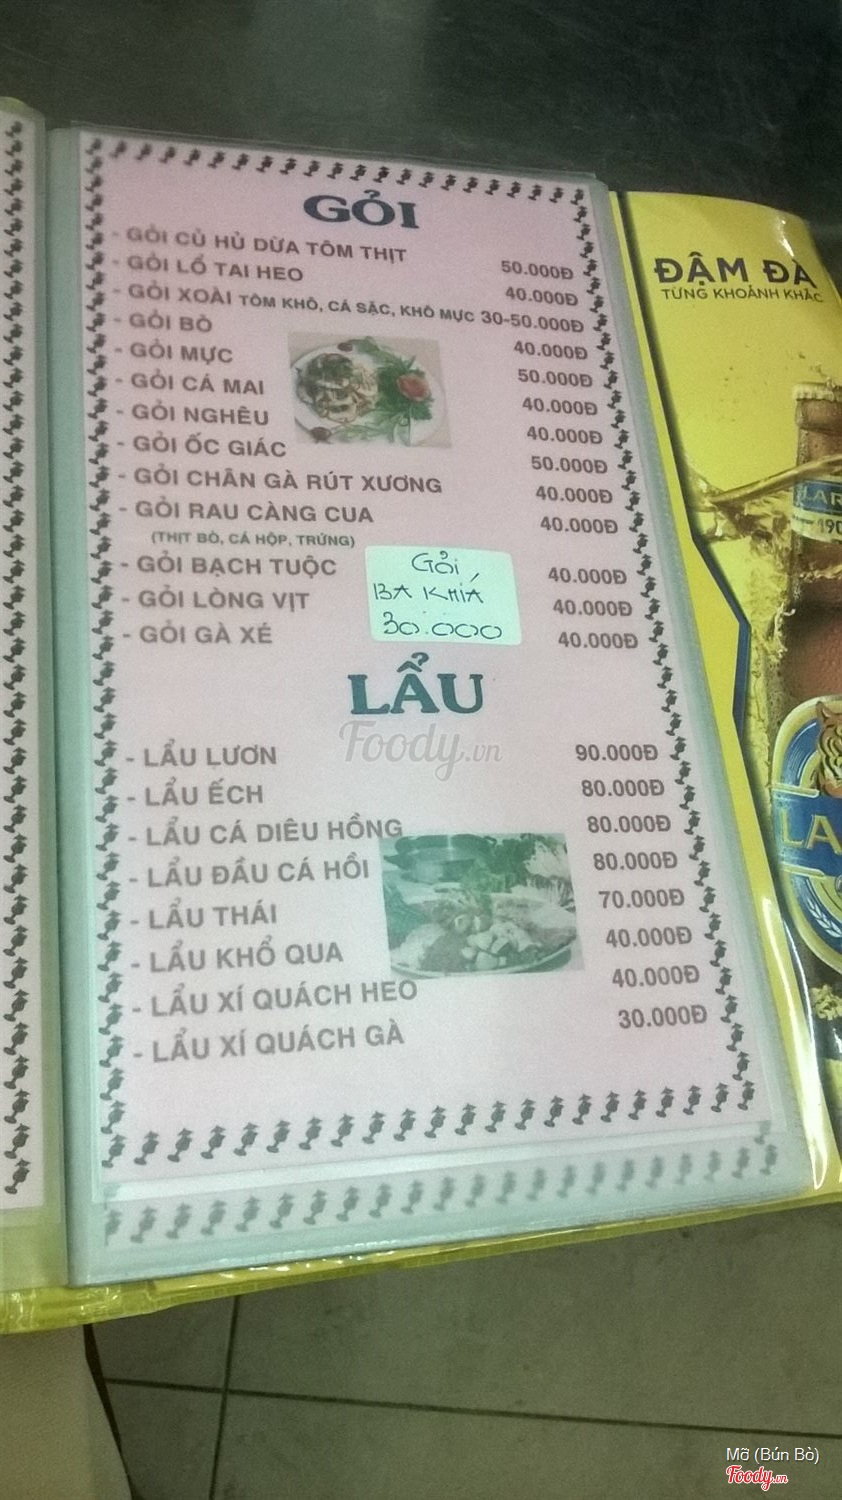 GỎI
- GỎI CỦ HỦ DỪA TÔM THỊT 50.000Đ
- GỎI LỔ TAI HEO 40.000Đ
- GỎI XOÀI TÔM KHÔ, CÁ SẶC, KHÔ MỰC 30-50.000Đ
- GỎI BÒ 40.000Đ
- GỎI MỰC 50.000Đ
- GỎI CÁ MAI 40.000Đ
- GỎI NGHÊU 40.000Đ
- GỎI ỐC GIÁC 50.000Đ
- GỎI CHÂN GÀ RÚT XƯƠNG 40.000Đ
- GỎI RAU CÀNG CUA 40.000Đ
(THỊT BÒ, CÁ HỘP, TRỨNG)
- GỎI BẠCH TUỘC 40.000Đ
- GỎI LÒNG VỊT 40.000Đ
- GỎI GÀ XÉ 40.000Đ
Gỏi
BA KHIÁ
30.000
LẨU
Foody.vn
- LẨU LƯƠN 90.000Đ
- LẨU ẾCH 80.000Đ
- LẨU CÁ DIÊU HỒNG 80.000Đ
- LẨU ĐẦU CÁ HỒI 80.000Đ
- LẨU THÁI 70.000Đ
- LẨU KHỔ QUA 40.000Đ
- LẨU XÍ QUÁCH HEO 40.000Đ
- LẨU XÍ QUÁCH GÀ 30.000Đ
ĐẬM ĐÀ
TỪNG KHOẢNH KHẮC
LAR
190
LA
Mỡ (Bún Bò)
Foody.vn